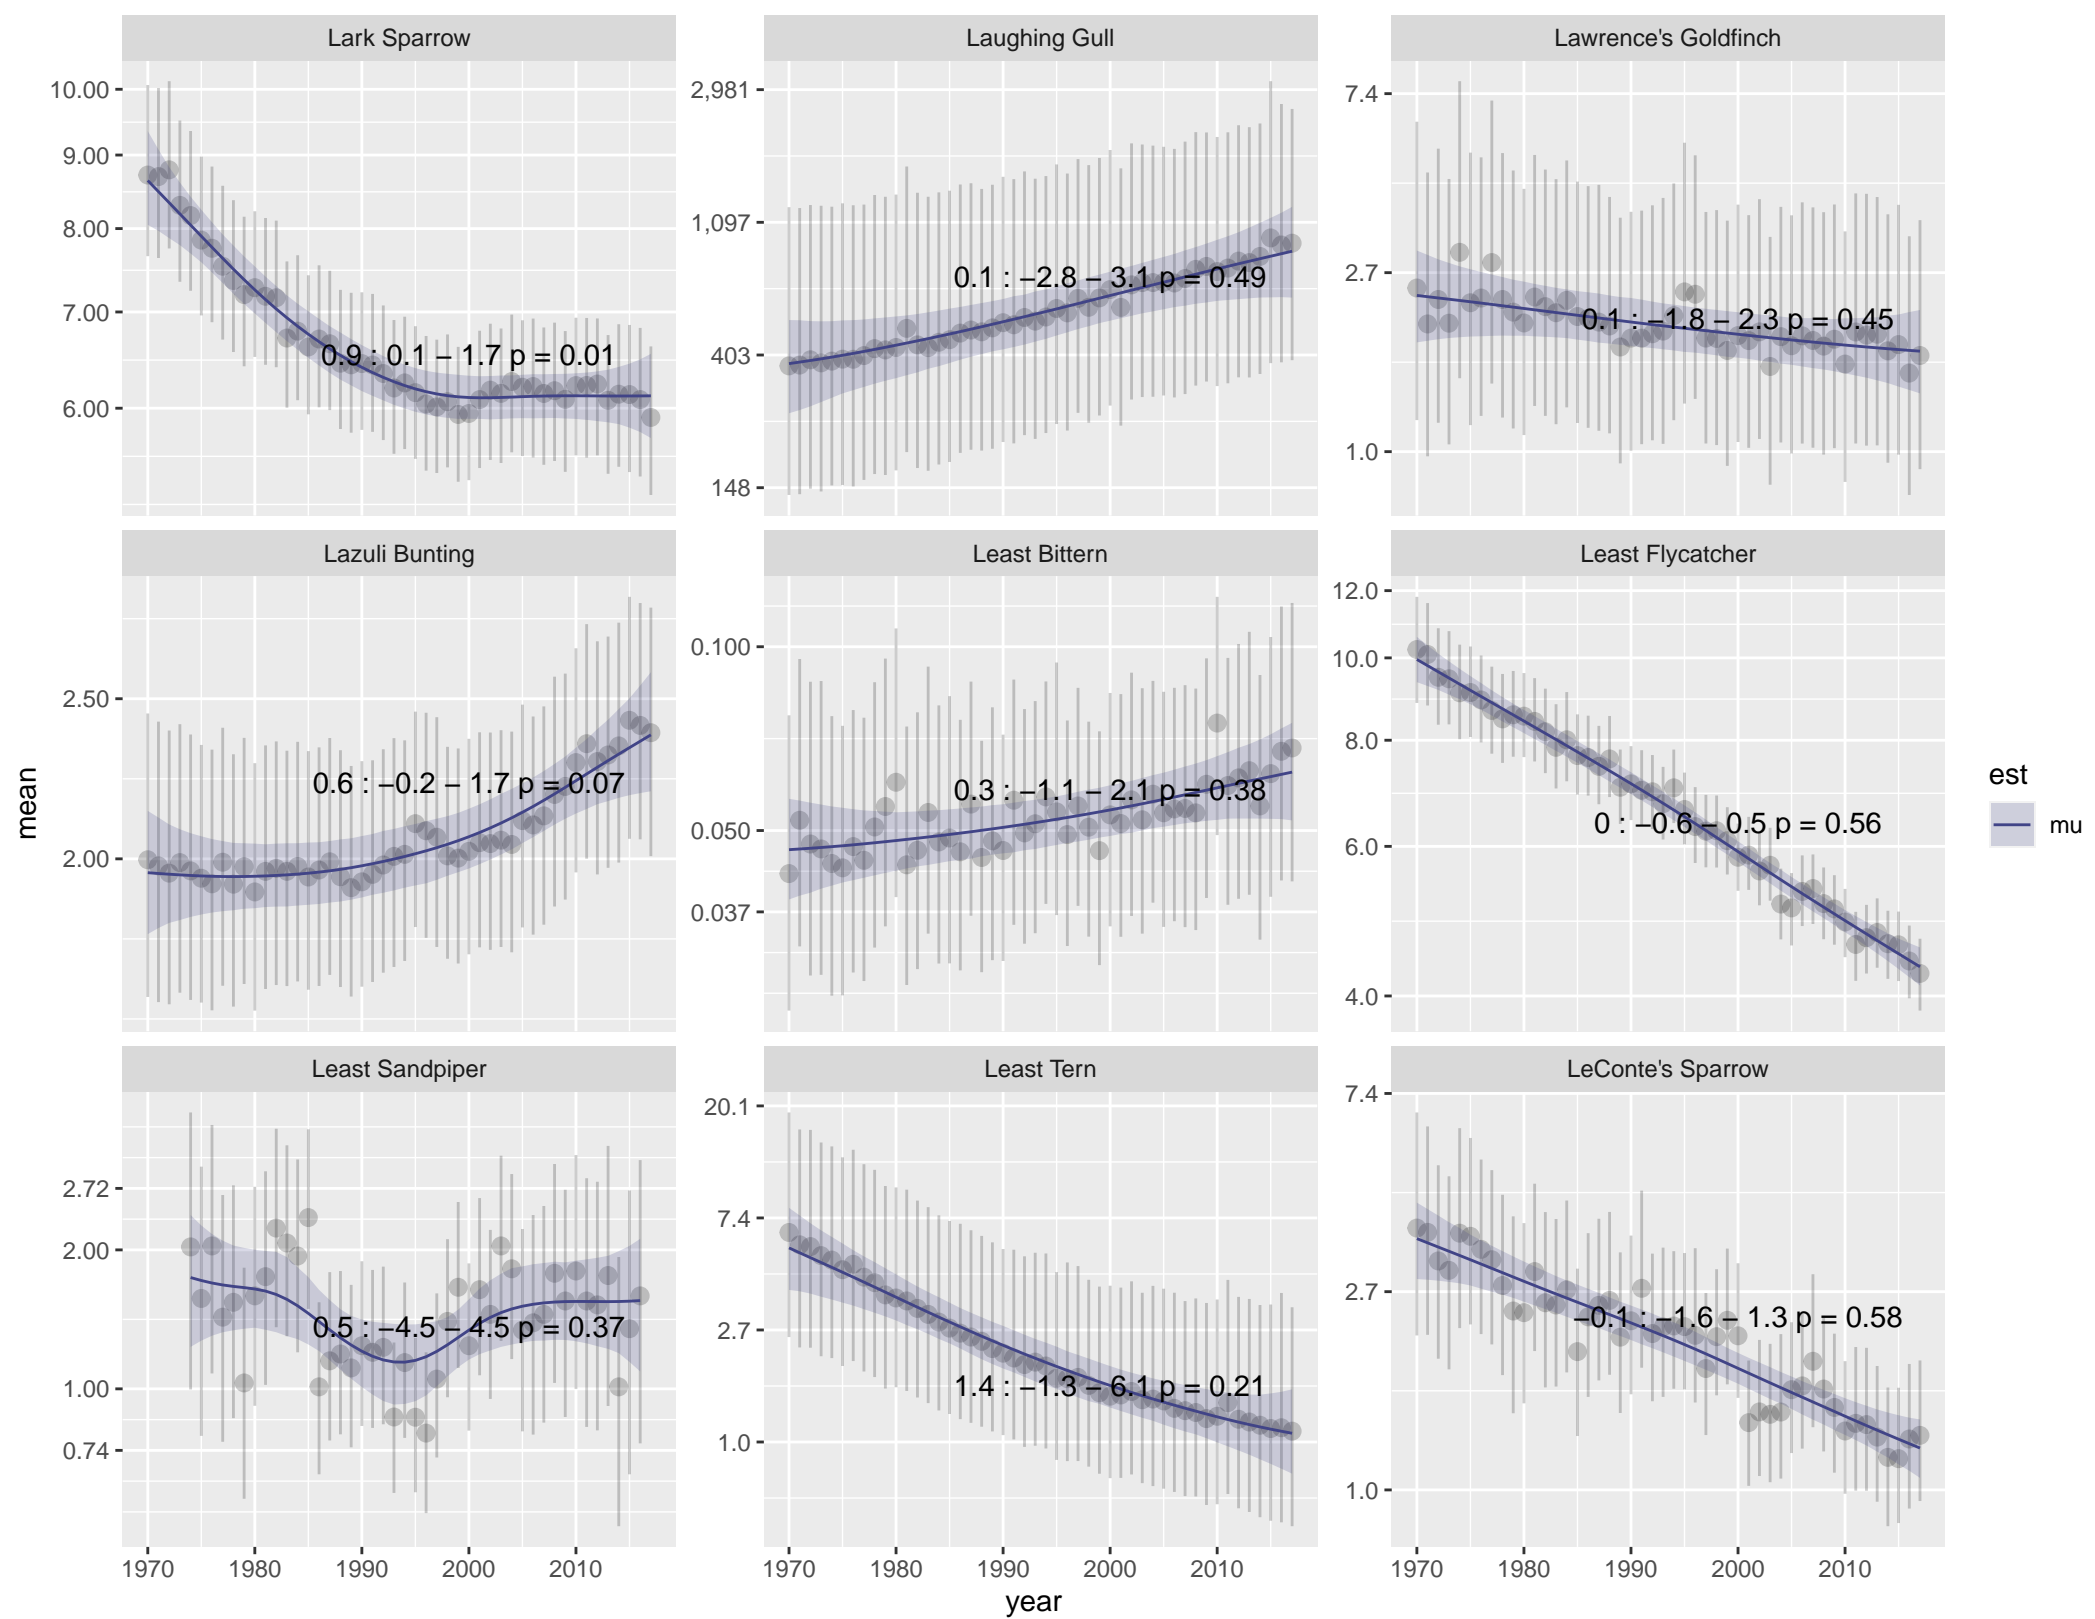 Lark Sparrow
Laughing Gull
Lawrence's Goldfinch
10.00
9.00
8.00
7.00
6.00
0.9 : 0.1 − 1.7 p = 0.01
2,981
1,097
403
148
0.1 : −2.8 − 3.1 p = 0.49
7.4
2.7
1.0
0.1 : −1.8 − 2.3 p = 0.45
Lazuli Bunting
Least Bittern
Least Flycatcher
2.50
2.00
0.6 : −0.2 − 1.7 p = 0.07
0.100
0.050
0.037
0.3 : −1.1 − 2.1 p = 0.38
12.0
10.0
8.0
6.0
4.0
0 : −0.6 − 0.5 p = 0.56
mean
est
mu
Least Sandpiper
Least Tern
LeConte's Sparrow
2.72
2.00
1.00
0.74
0.5 : −4.5 − 4.5 p = 0.37
20.1
7.4
2.7
1.0
1.4 : −1.3 − 6.1 p = 0.21
7.4
2.7
1.0
−0.1 : −1.6 − 1.3 p = 0.58
1970 1980 1990 2000 2010
1970 1980 1990 2000 2010
1970 1980 1990 2000 2010
year